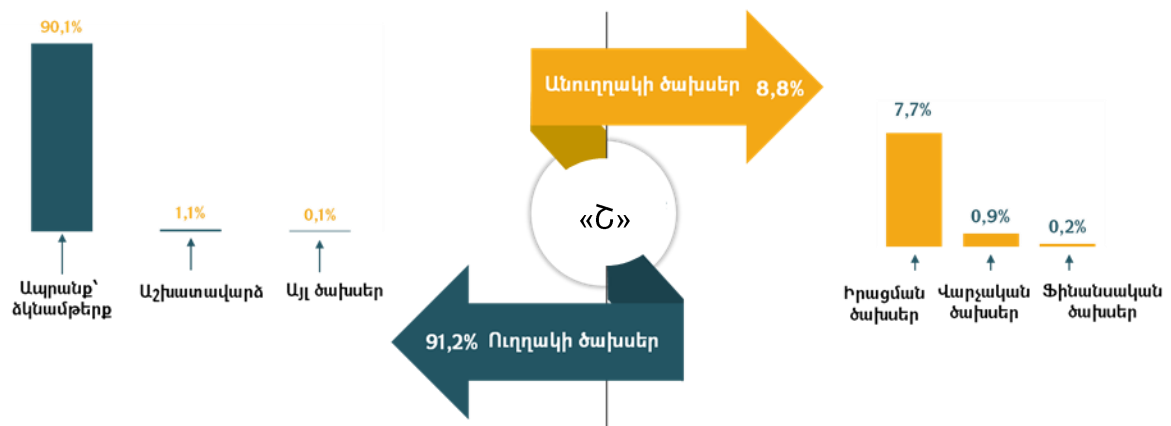 90,1%
1,1%
0,1%
Ապրանք՝
ձկնամթերք
Աշխատավարձ
Այլ ծախսեր
Անուղղակի ծախսեր 8,8%
«Շ»
91,2% Ուղղակի ծախսեր
7,7%
0,9%
0,2%
Իրացման
ծախսեր
Վարչական
ծախսեր
Ֆինանսական
ծախսեր